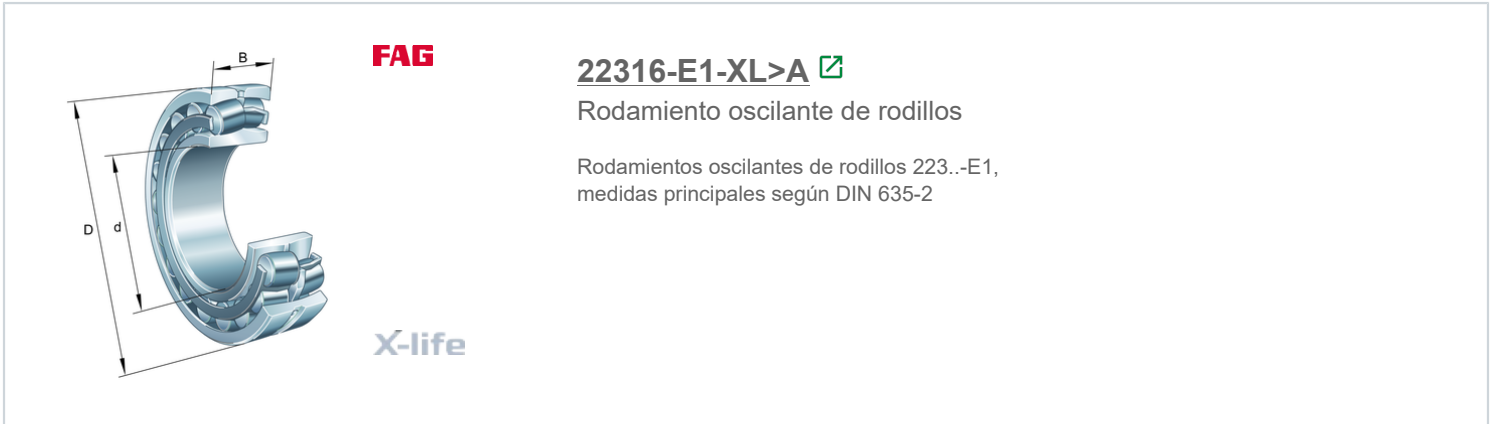 FAG
B
D
d
X-life
22316-E1-XL>A
Rodamiento oscilante de rodillos
Rodamientos oscilantes de rodillos 223..-E1,
medidas principales según DIN 635-2